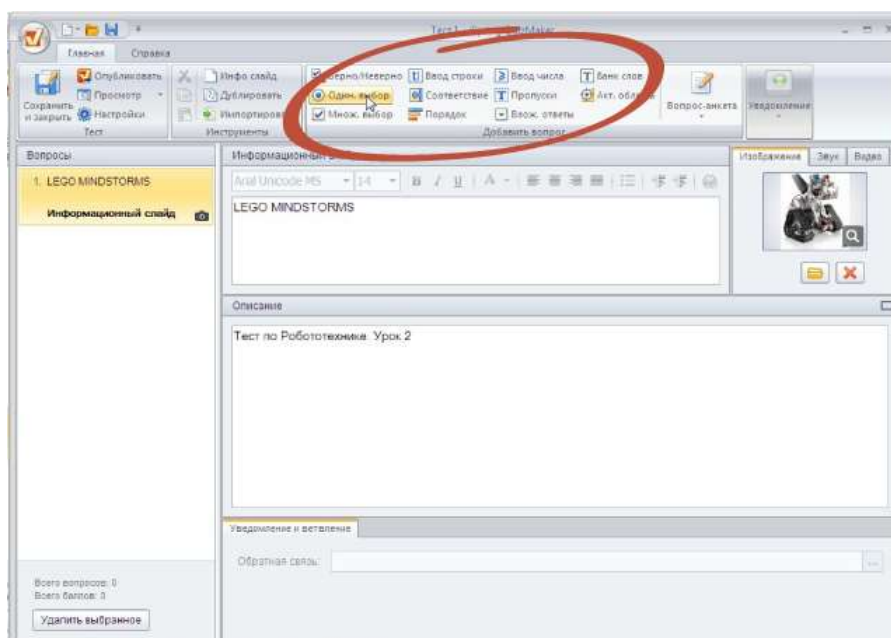 Главная Справка
Сохранить и закрыть
Опубликовать
Просмотр
Настройки
Тест
Инфо слайд
Дублировать
Инструменты
Верно/Неверно
Один. выбор
Множ. выбор
Ввод строки
Соответствие
Порядок
Ввод числа
Пропуски
Влож. ответы
Банк слов
Акт.
Добавить вопрос
Вопрос-анкета
Уведомление
Вопросы
1. LEGO MINDSTORMS
Информационный слайд
Информационный
Изображение Звук Видео
Arial Unicode MS 14
LEGO MINDSTORMS
Описание
Тест по Робототехнике. Урок 2
Уведомление и ветвление
Обратная связь:
Всего вопросов: 0
Всего баллов: 0
Удалить выбранное